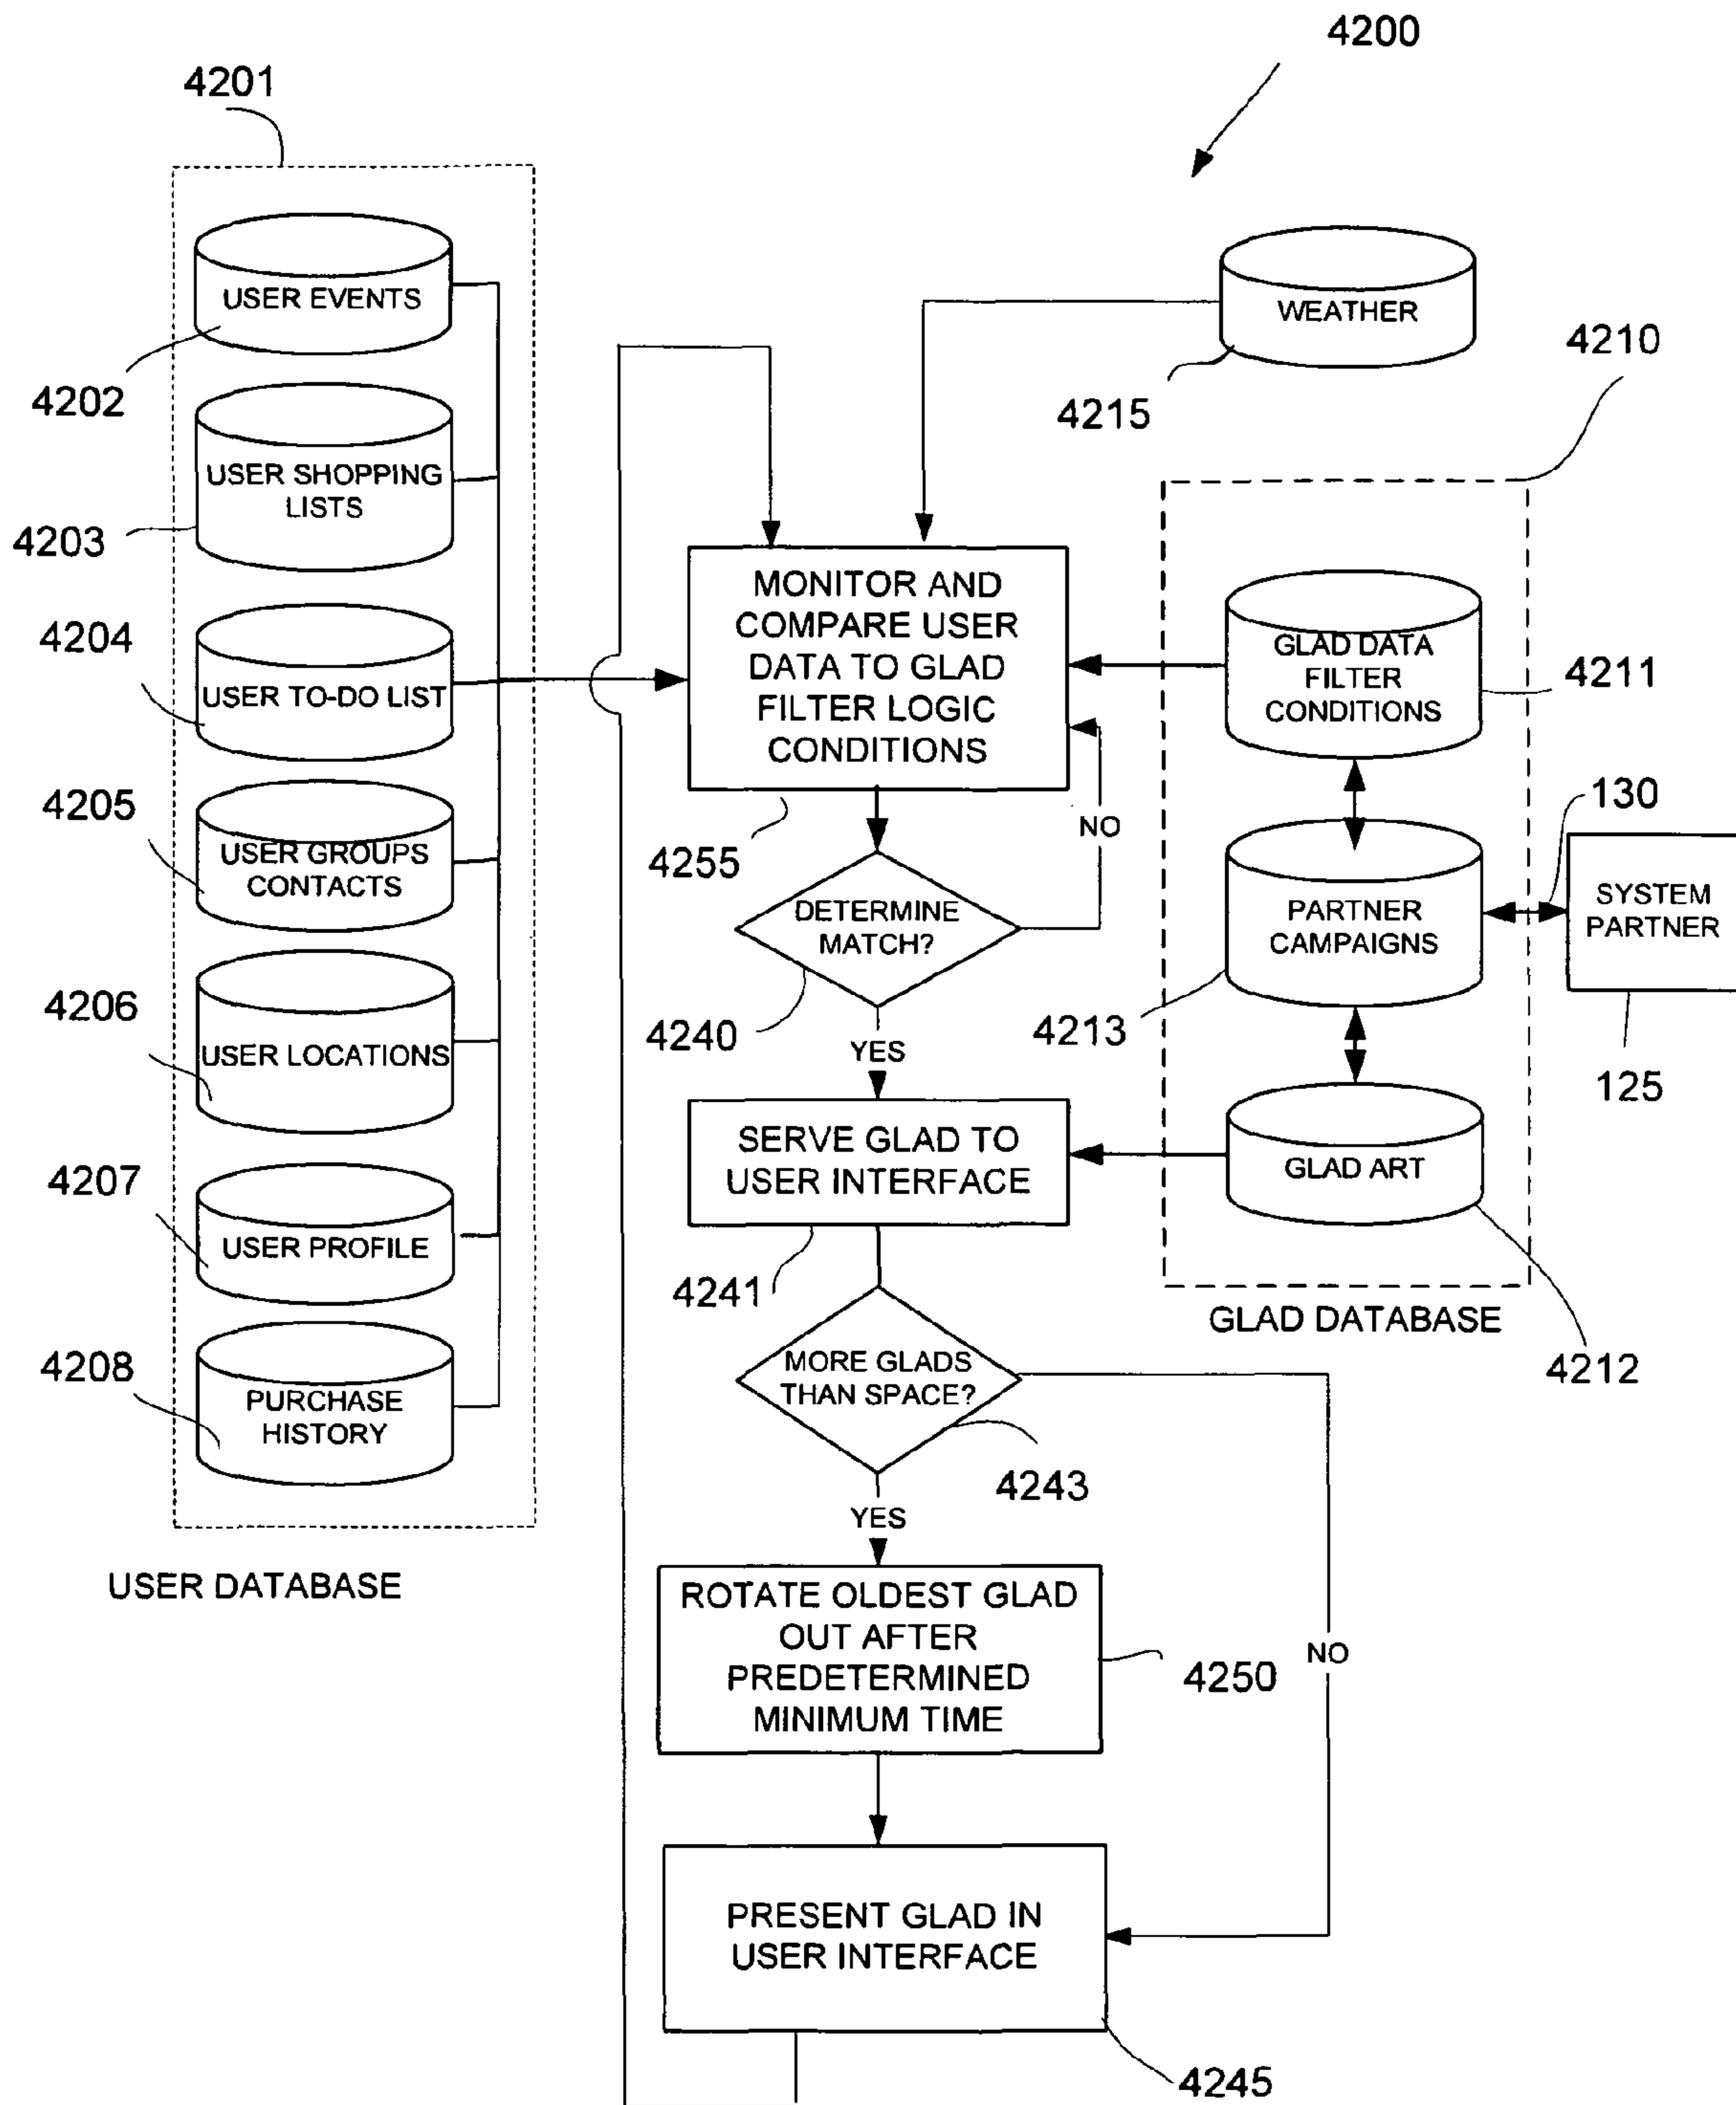 4200
4201
USER EVENTS
4202
USER SHOPPING
LISTS
4203
4204
USER TO-DO LIST
4205
USER GROUPS
CONTACTS
4206
USER LOCATIONS
4207
USER PROFILE
4208
PURCHASE
HISTORY
USER DATABASE
WEATHER
4215
4210
MONITOR AND
COMPARE USER
DATA TO GLAD
FILTER LOGIC
CONDITIONS
4255
NO
DETERMINE
MATCH?
4240
YES
SERVE GLAD TO
USER INTERFACE
4241
MORE GLADS
THAN SPACE?
4243
YES
NO
ROTATE OLDEST GLAD
OUT AFTER
PREDETERMINED
MINIMUM TIME
4250
PRESENT GLAD IN
USER INTERFACE
4245
GLAD DATA
FILTER
CONDITIONS
4211
130
PARTNER
CAMPAIGNS
4213
SYSTEM
PARTNER
125
GLAD ART
GLAD DATABASE
4212